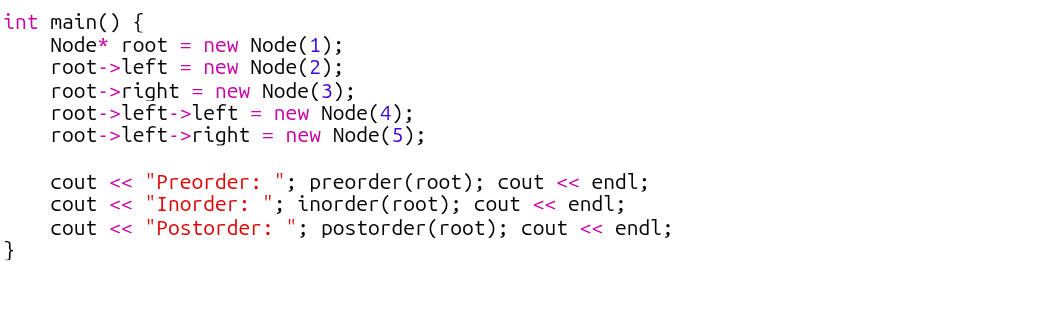 int main() {
    Node* root = new Node(1);
    root->left = new Node(2);
    root->right = new Node(3);
    root->left->left = new Node(4);
    root->left->right = new Node(5);

    cout << "Preorder: "; preorder(root); cout << endl;
    cout << "Inorder: "; inorder(root); cout << endl;
    cout << "Postorder: "; postorder(root); cout << endl;
}